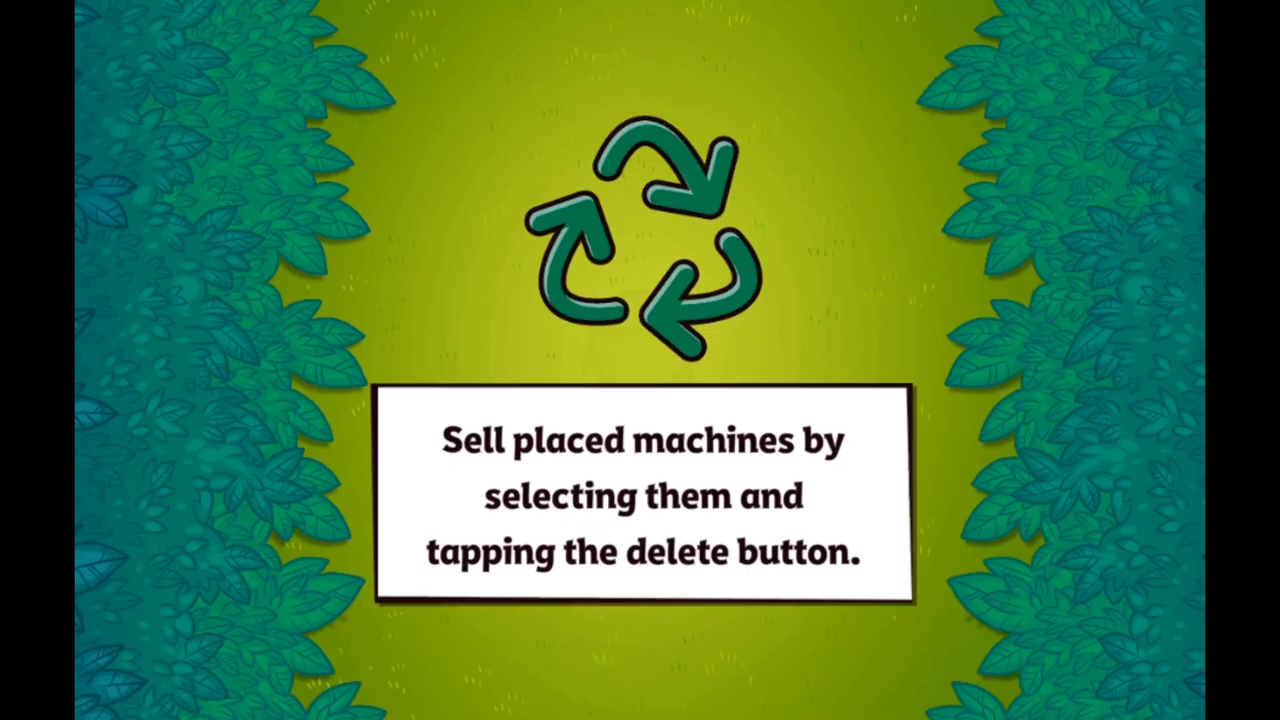 Sell placed machines by
selecting them and
tapping the delete button.